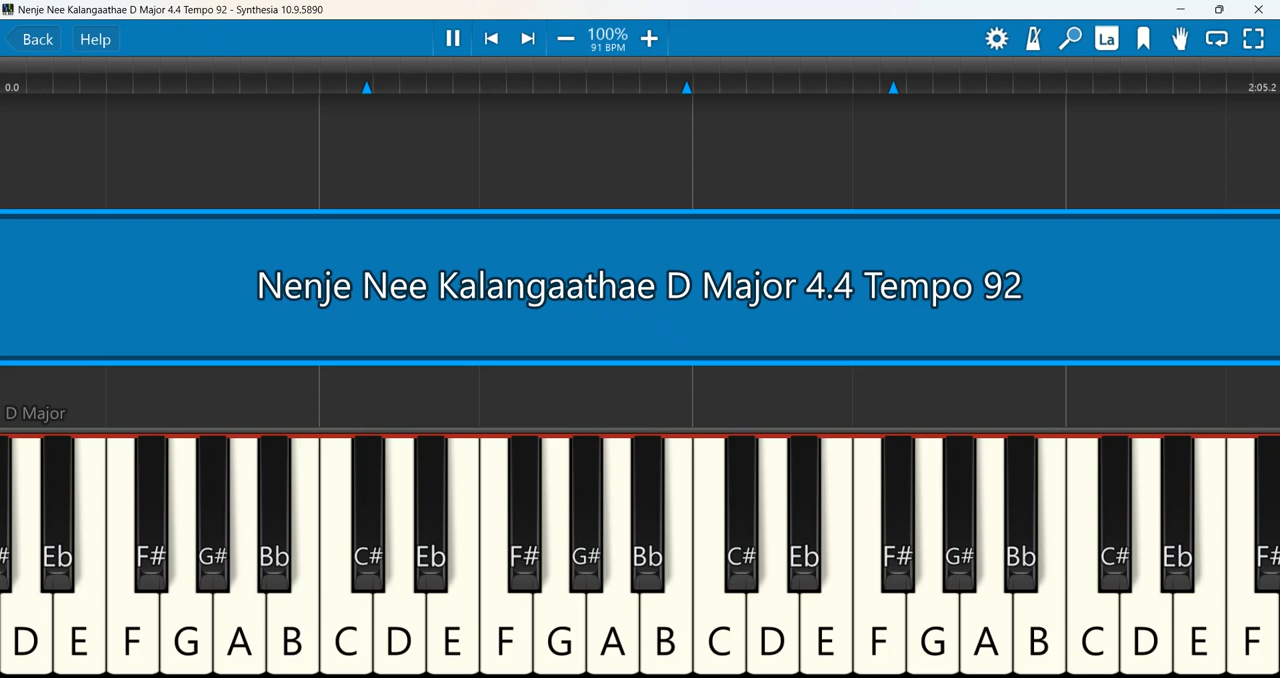 Nenje Nee Kalangaathae D Major 4.4 Tempo 92 - Synthesia 10.9.5890
Back Help 100% La
91 BPM
0.0 2:05.2
Nenje Nee Kalangaathae D Major 4.4 Tempo 92
D Major
# Eb F# G# Bb C# Eb F# G# Bb C# Eb F# G# Bb C# Eb F#
D E F G A B C D E F G A B C D E F G A B C D E F